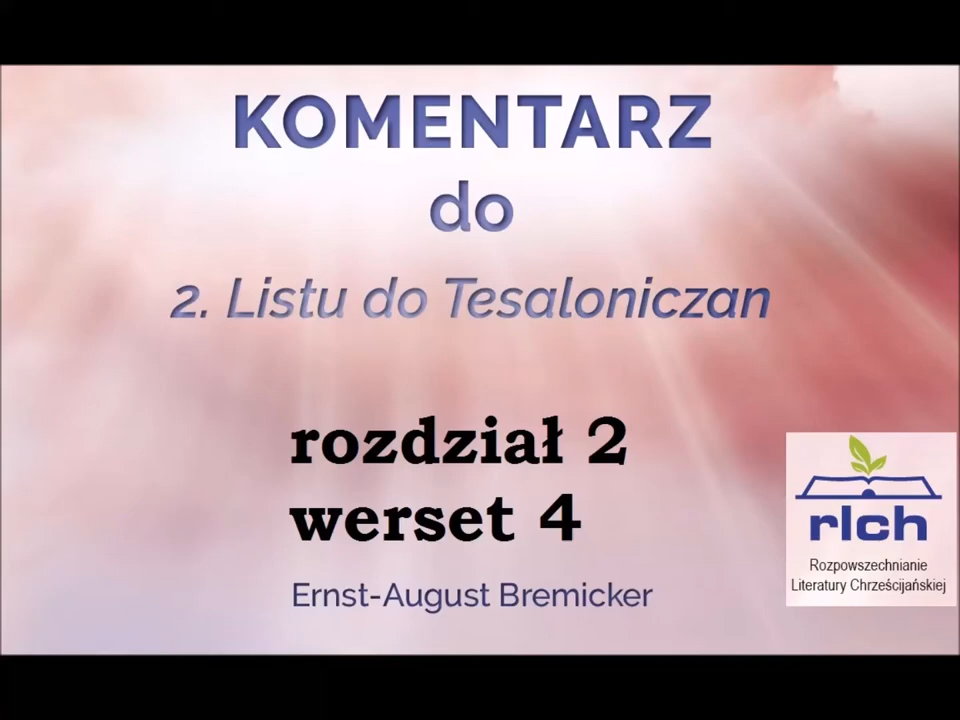 KOMENTARZ
do
2. Listu do Tesaloniczan
rozdział 2
werset 4
Ernst-August Bremicker
rlch
Rozpowszechnianie
Literatury Chrześcijańskiej